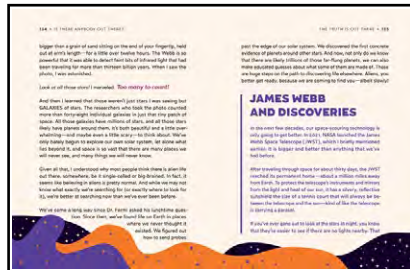 154 • IS THERE ANYBODY OUT THERE?
bigger than a grain of sand sitting on the end of your fingertip, held
out at arm's length—for a little over twelve hours. The Webb is so
powerful that it was able to detect faint bits of infrared light that had
been traveling for more than thirteen billion years. When I saw the
photo, I was astonished.
Look at all those stars! I marveled. Too many to count!
And then I learned that those weren't just stars I was seeing but
GALAXIES of stars. The researchers who took the photo counted
more than forty-eight individual galaxies in just that tiny patch of
space. All those galaxies have millions of stars, and all those stars
likely have planets around them. It's both beautiful and a little over-
whelming—and maybe even a little scary—to think about. We've
only barely begun to explore our own solar system, let alone what
lies beyond it, and space is so vast that there are many places we
will never see, and many things we will never know.
Given all that, I understand why most people think there is alien life
out there somewhere, be it single-celled or big-brained. In fact, it
seems like believing in aliens is pretty normal. And while we may not
know what exactly we're searching for (or exactly where to look for
it), we're better at searching now than we've ever been before.
We've come a long way since Dr. Fermi asked his lunchtime ques-
tion. Since then, we've found life on Earth in places
where we never thought it
existed. We figured out
how to send probes
THE TRUTH IS OUT THERE • 155
past the edge of our solar system. We discovered the first concrete
evidence of planets around other stars. And now, not only do we know
that there are likely trillions of those far-flung planets, we can also
make educated guesses about what some of them are made of. These
are huge steps on the path to discovering life elsewhere. Aliens, you
better get ready, because we are coming to find you—albeit slowly!
JAMES WEBB
AND DISCOVERIES
In the next few decades, our space-scouting technology is
only going to get better. In 2021, NASA launched the James
Webb Space Telescope (JWST), which I briefly mentioned
earlier. It is bigger and better than anything that we've
had before.
After traveling through space for about thirty days, the JWST
reached its permanent home—about a million miles away
from Earth. To protect the telescope's instruments and mirrors
from the light and heat of our sun, it has a silvery, reflective
sunshield the size of a tennis court that will always be be-
tween the telescope and the sun—kind of like the telescope
is carrying a parasol.
If you've ever gone out to look at the stars at night, you know
that they're easier to see if there are no lights nearby. That